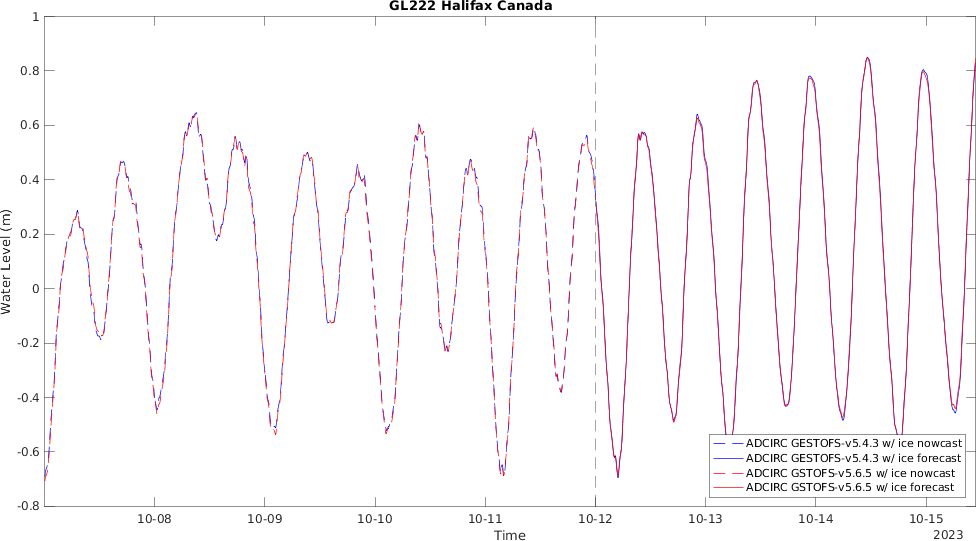 GL222 Halifax Canada
1
0.8
0.6
0.4
0.2
0
-0.2
-0.4
-0.6
-0.8
Water Level (m)
ADCIRC GESTOFS-v5.4.3 w/ ice nowcast
ADCIRC GESTOFS-v5.4.3 w/ ice forecast
ADCIRC GSTOFS-v5.6.5 w/ ice nowcast
ADCIRC GSTOFS-v5.6.5 w/ ice forecast
10-08 10-09 10-10 10-11 10-12 10-13 10-14 10-15
Time
2023